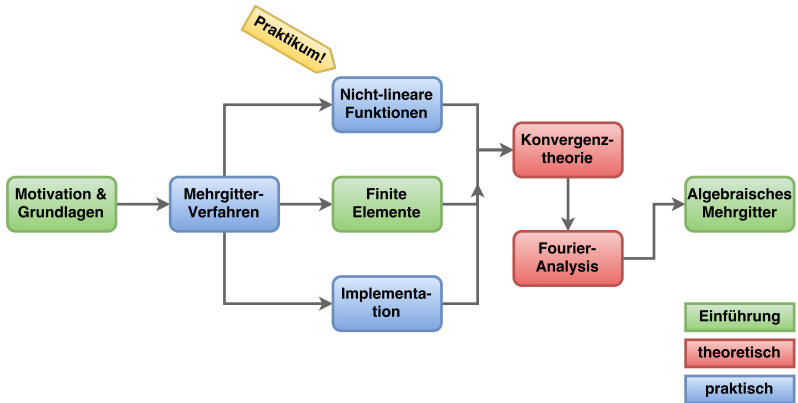 Praktikum!
Nicht-lineare
Funktionen
Konvergenz-
theorie
Motivation &
Grundlagen
Mehrgitter-
Verfahren
Finite
Elemente
Algebraisches
Mehrgitter
Fourier-
Analysis
Implementa-
tion
Einführung
theoretisch
praktisch